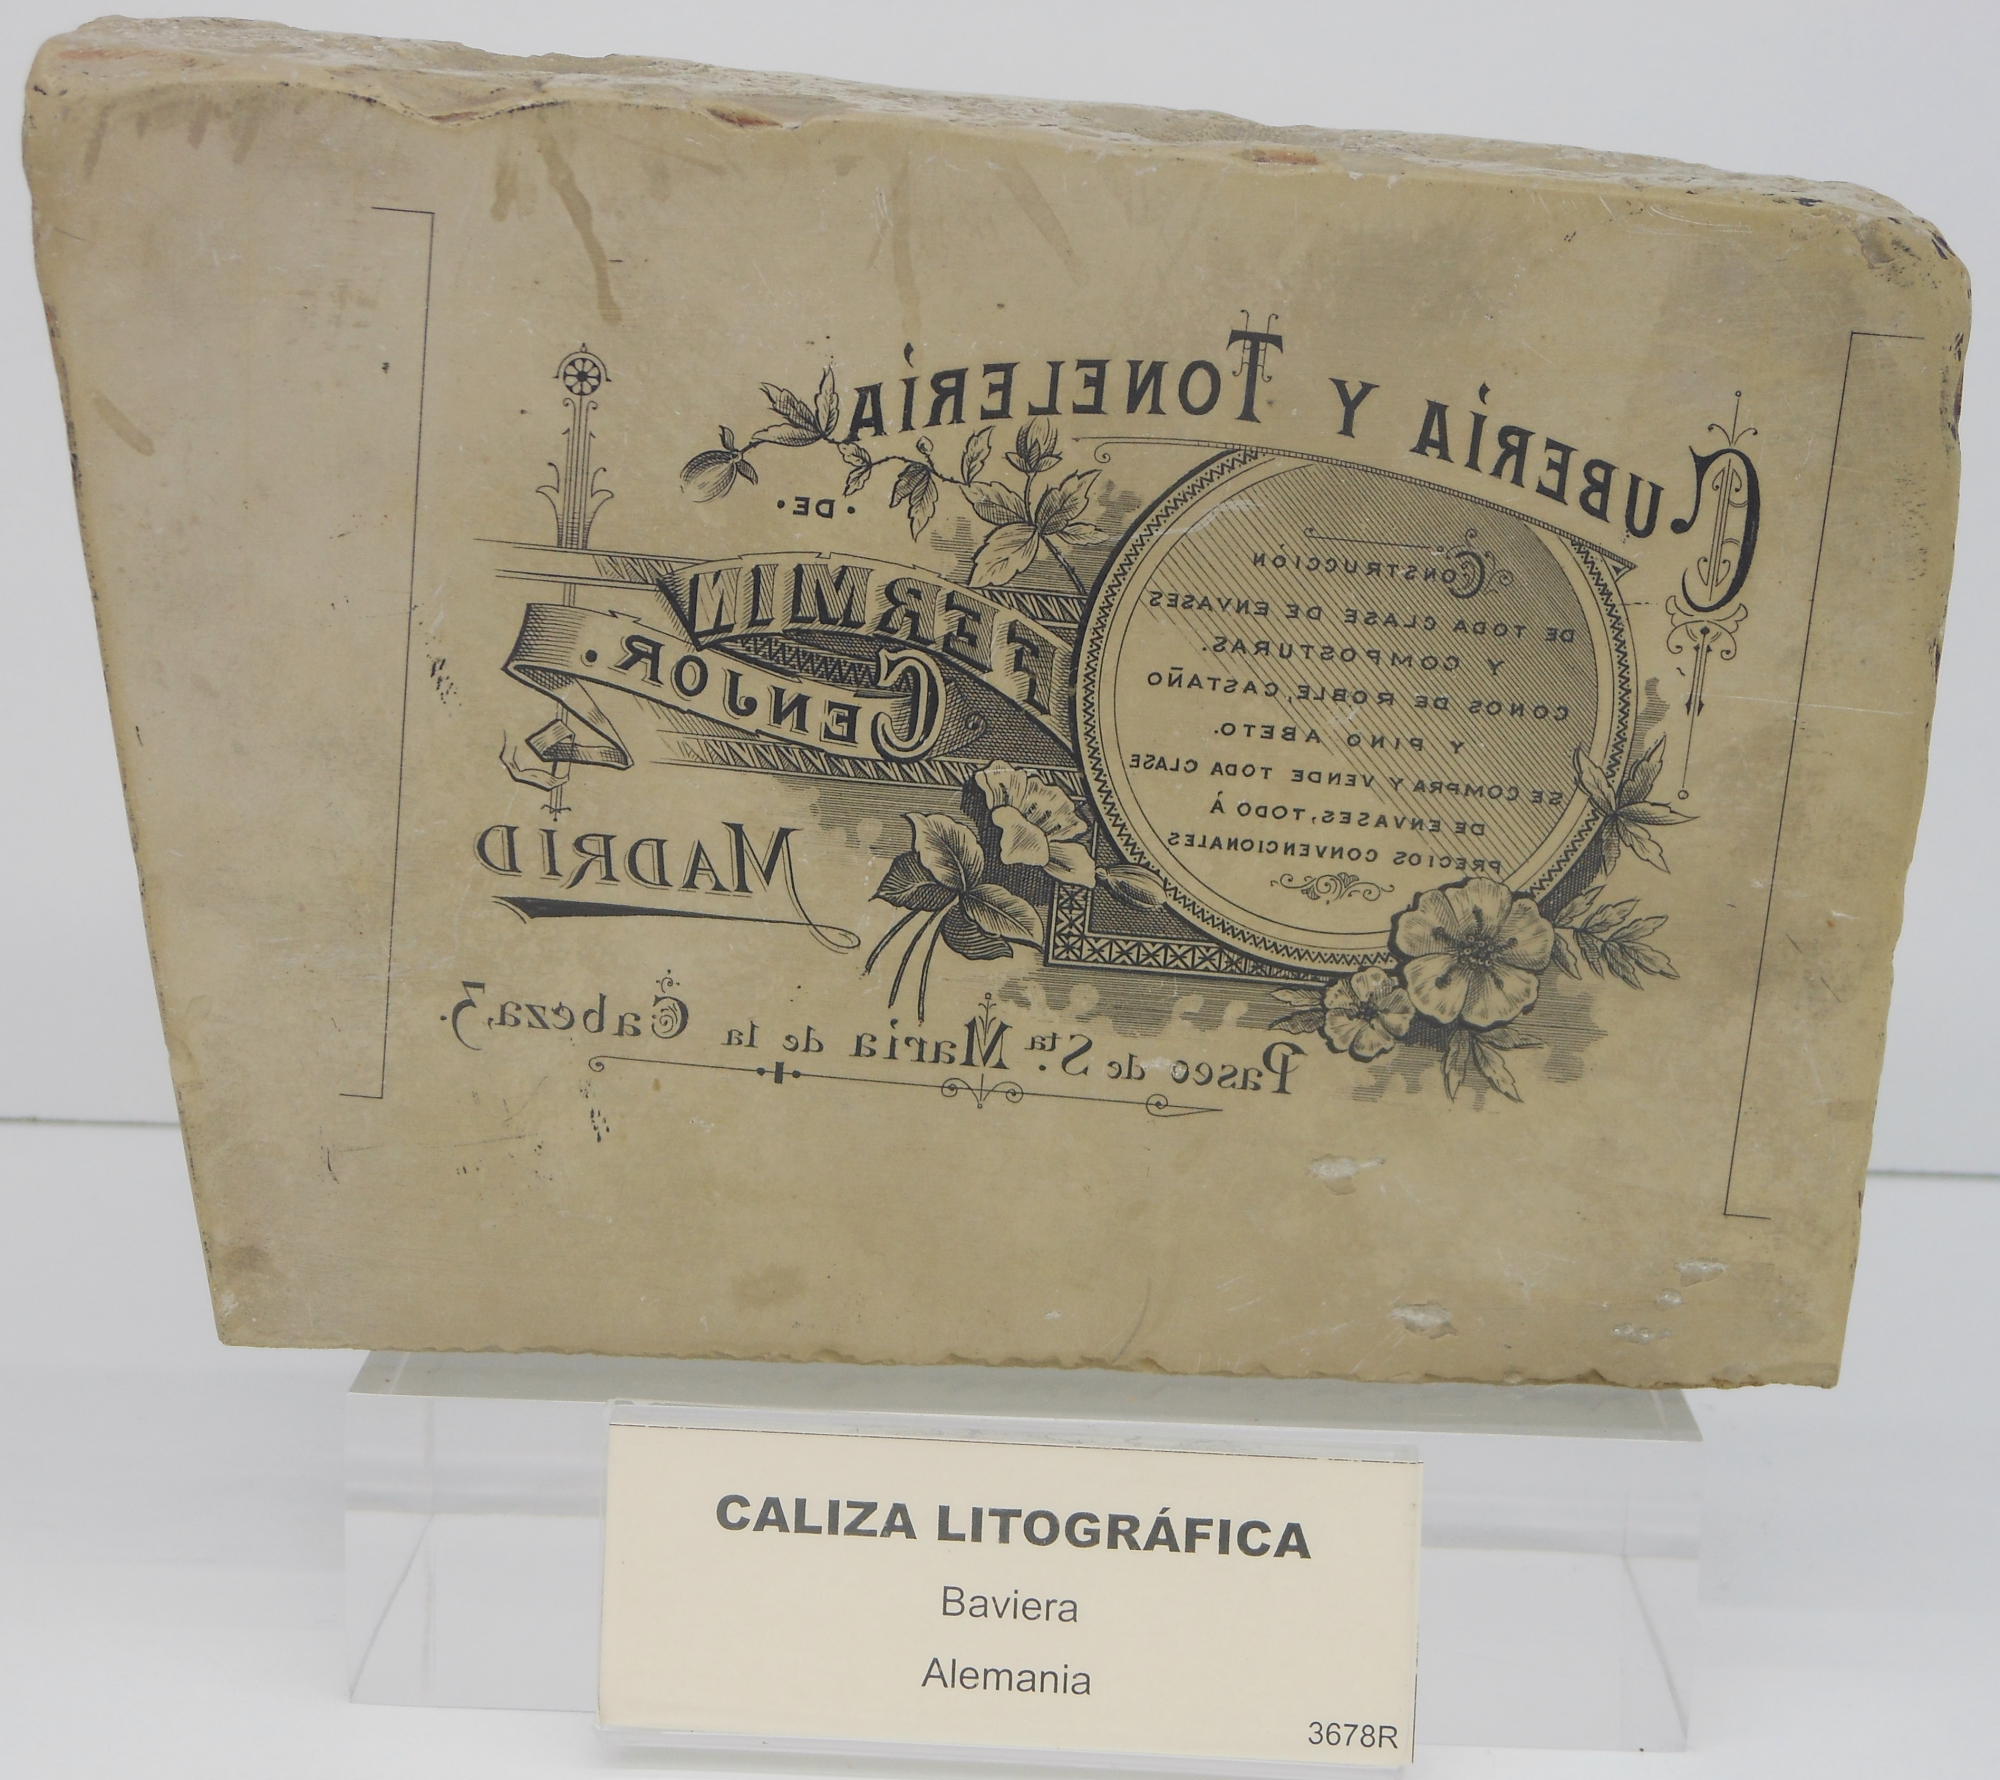 CUBERÍA Y TONELERÍA
·DE·
FERMIN
CENJOR.
MADRID
CONSTRUCCIÓN
DE TODA CLASE DE ENVASES
Y COMPOSTURAS.
CONOS DE ROBLE, CASTAÑO
Y PINO ABETO.
SE COMPRA Y VENDE TODA CLASE
DE ENVASES, TODO Á
PRECIOS CONVENCIONALES
Paseo de Sta. Maria de la Cabeza, 3.
CALIZA LITOGRÁFICA
Baviera
Alemania
3678R